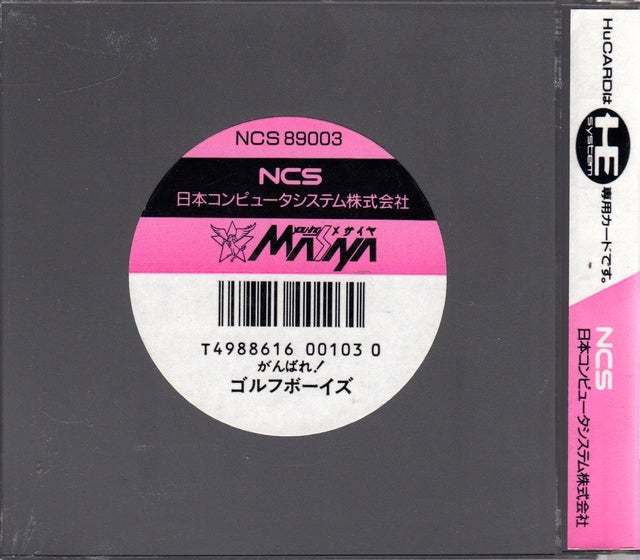 NCS 89003
NCS
日本コンピュータシステム株式会社
メサイヤ
MASAYA
T4988616 00103 0
がんばれ!
ゴルフボーイズ
HuCARDは
HE
system
専用カードです。
NCS
日本コンピュータシステム株式会社